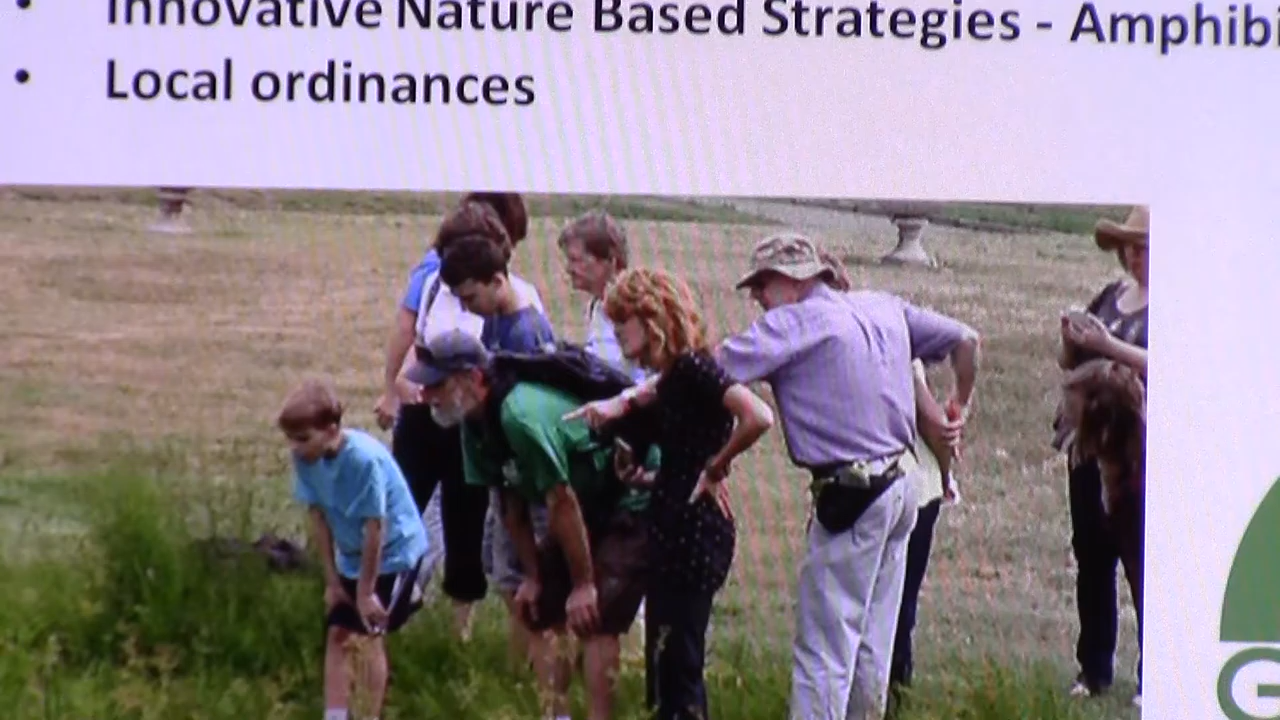 • Innovative Nature Based Strategies - Amphibi
• Local ordinances
G